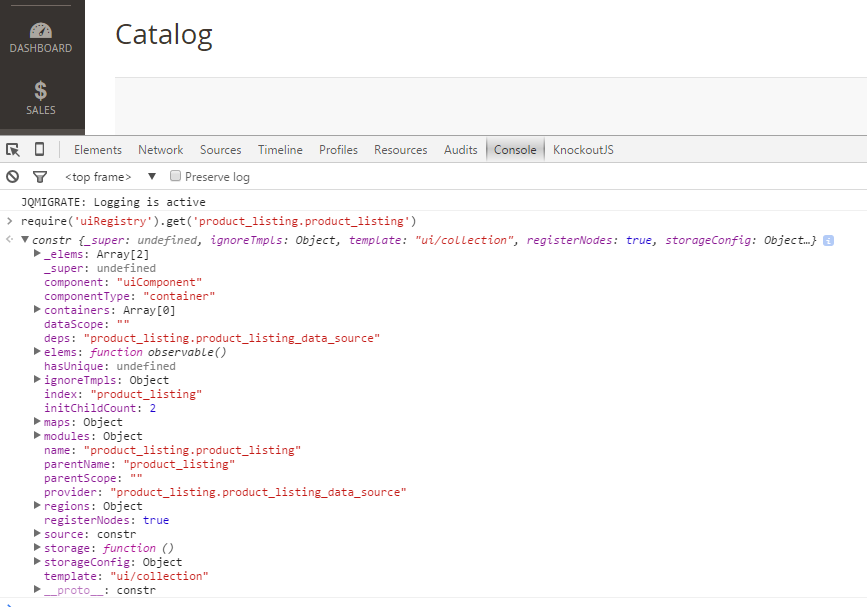 Catalog
DASHBOARD
$
SALES
Elements Network Sources Timeline Profiles Resources Audits Console KnockoutJS
<top frame> ▼ Preserve log
JQMIGRATE: Logging is active
> require('uiRegistry').get('product_listing.product_listing')
▼constr {_super: undefined, ignoreTmpls: Object, template: "ui/collection", registerNodes: true, storageConfig: Object…} i
▶_elems: Array[2]
_super: undefined
component: "uiComponent"
componentType: "container"
▶containers: Array[0]
dataScope: ""
deps: "product_listing.product_listing_data_source"
▶elems: function observable()
hasUnique: undefined
▶ignoreTmpls: Object
index: "product_listing"
initChildCount: 2
▶maps: Object
▶modules: Object
name: "product_listing.product_listing"
parentName: "product_listing"
parentScope: ""
provider: "product_listing.product_listing_data_source"
▶regions: Object
registerNodes: true
▶source: constr
▶storage: function ()
▶storageConfig: Object
template: "ui/collection"
▶__proto__: constr